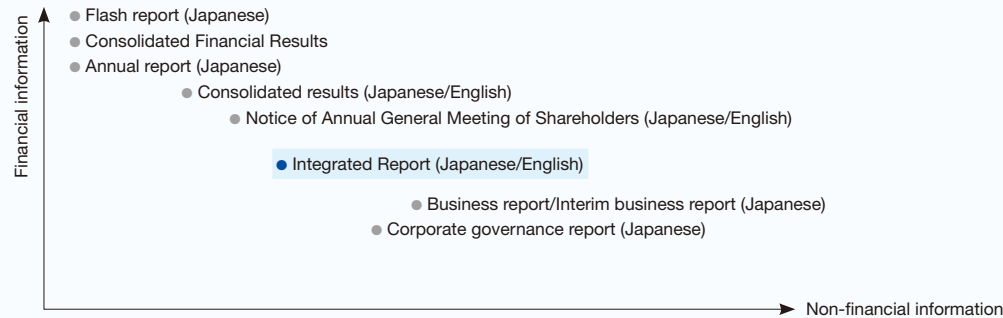 Financial information
Flash report (Japanese)
Consolidated Financial Results
Annual report (Japanese)
Consolidated results (Japanese/English)
Notice of Annual General Meeting of Shareholders (Japanese/English)
Integrated Report (Japanese/English)
Business report/Interim business report (Japanese)
Corporate governance report (Japanese)
Non-financial information